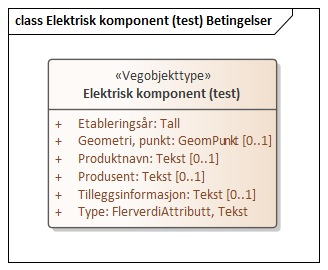 class Elektrisk komponent (test) Betingelser
«Vegobjekttype»
Elektrisk komponent (test)
+ Etableringsår: Tall
+ Geometri, punkt: GeomPunkt [0..1]
+ Produktnavn: Tekst [0..1]
+ Produsent: Tekst [0..1]
+ Tilleggsinformasjon: Tekst [0..1]
+ Type: FlerverdiAttributt, Tekst